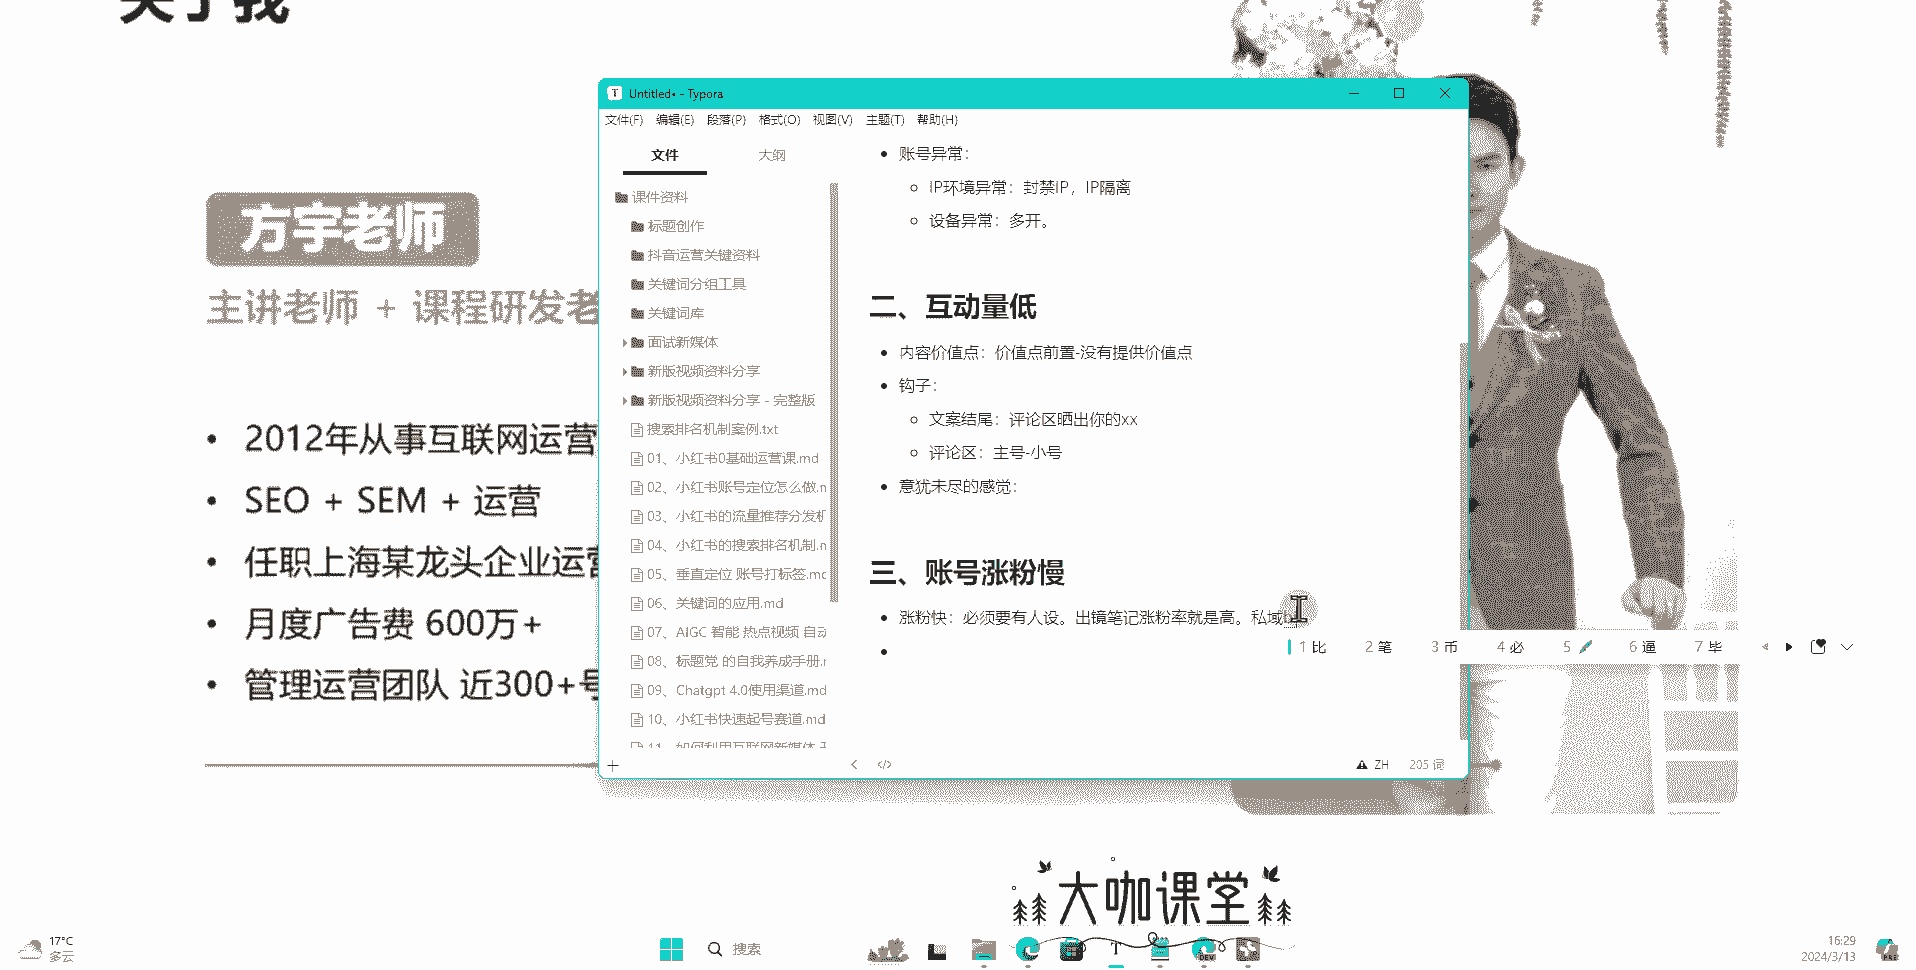 关于我
方宇老师
主讲老师 + 课程研发老
2012年从事互联网运营
SEO + SEM + 运营
任职上海某龙头企业运营
月度广告费 600万+
管理运营团队 近300+号
Untitled• - Typora
文件(F) 编辑(E) 段落(P) 格式(O) 视图(V) 主题(T) 帮助(H)
文件 大纲
课件资料
标题创作
抖音运营关键资料
关键词分组工具
关键词库
面试新媒体
新版视频资料分享
新版视频资料分享 - 完整版
搜索排名机制案例.txt
01、小红书0基础运营课.md
02、小红书账号定位怎么做.m
03、小红书的流量推荐分发机
04、小红书的搜索排名机制.m
05、垂直定位 账号打标签.md
06、关键词的应用.md
07、AIGC 智能 热点视频 自动
08、标题党 的自我养成手册.m
09、Chatgpt 4.0使用渠道.md
10、小红书快速起号赛道.md
11、如何利用互联网新媒体
账号异常：
IP环境异常：封禁IP，IP隔离
设备异常：多开。
二、互动量低
内容价值点：价值点前置-没有提供价值点
钩子：
文案结尾：评论区晒出你的xx
评论区：主号-小号
意犹未尽的感觉：
三、账号涨粉慢
涨粉快：必须要有人设。出镜笔记涨粉率就是高。私域
1 比 2 笔 3 币 4 必 5 6 逼 7 毕
ZH 205 词
大咖课堂
17°C
多云
搜索
16:29
2024/3/13
DEV
PRE